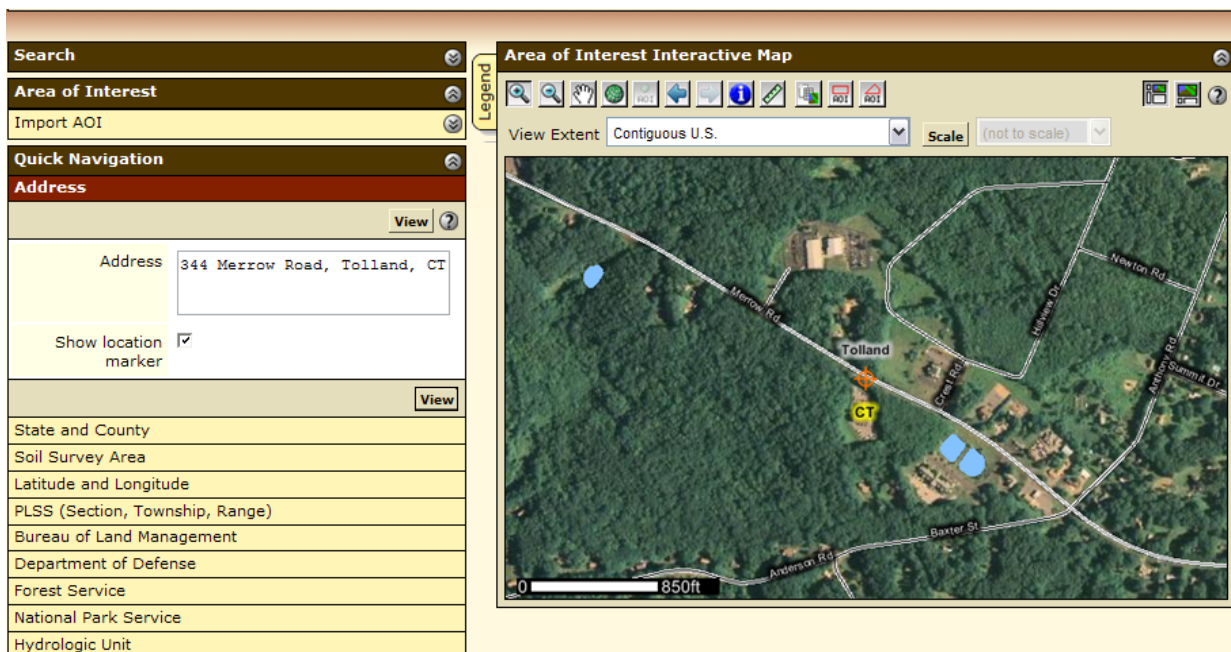 Search
Area of Interest
Import AOI
Quick Navigation
Address
View
Address
344 Merrow Road, Tolland, CT
Show location
marker
View
State and County
Soil Survey Area
Latitude and Longitude
PLSS (Section, Township, Range)
Bureau of Land Management
Department of Defense
Forest Service
National Park Service
Hydrologic Unit
Legend
Area of Interest Interactive Map
AOI AOI AOI
View Extent Contiguous U.S. Scale (not to scale)
Newton Rd
Merrow Rd
Hillview Dr
Tolland
Anthony Rd
Summit Dr
Crest Rd
CT
Baxter St
Anderson Rd
0 850ft